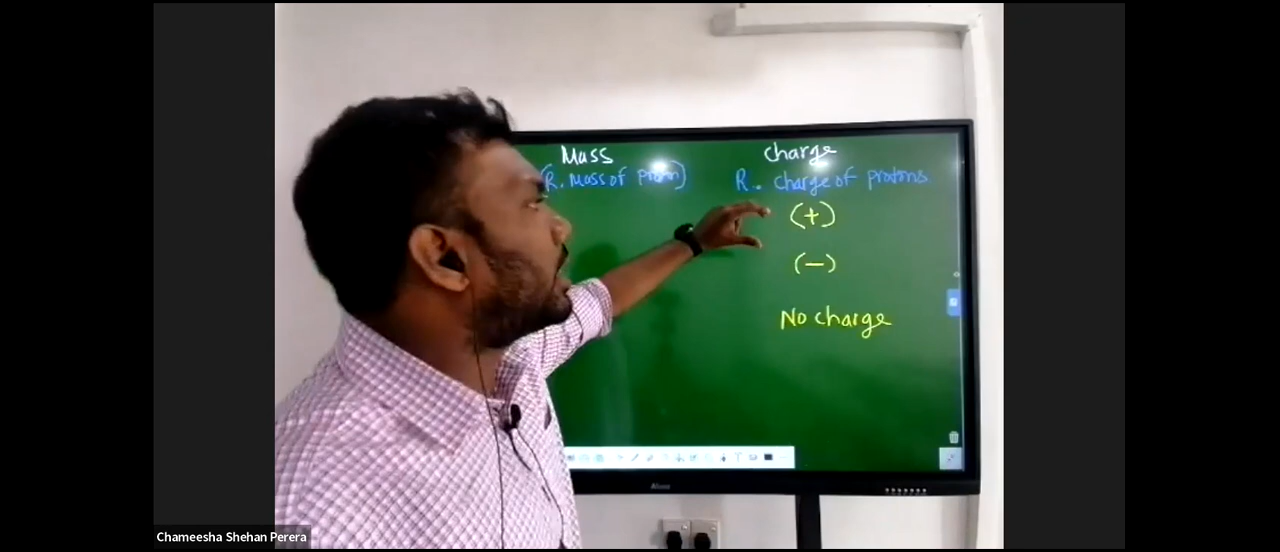 Mass
Charge
(R. Mass of proton)
R. charge of protons
(+)
(-)
No charge
Chameesha Shehan Perera